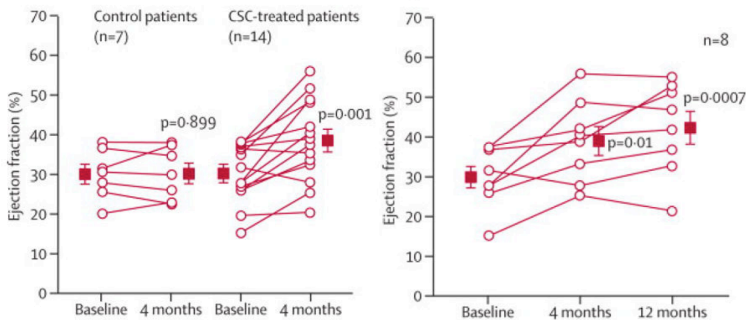 Control patients
(n=7)
CSC-treated patients
(n=14)
Ejection fraction (%)
70
60
50
40
30
20
10
0
p=0·899
p=0·001
Baseline 4 months Baseline 4 months
Ejection fraction (%)
70
60
50
40
30
20
10
0
n=8
p=0·0007
p=0·01
Baseline 4 months 12 months